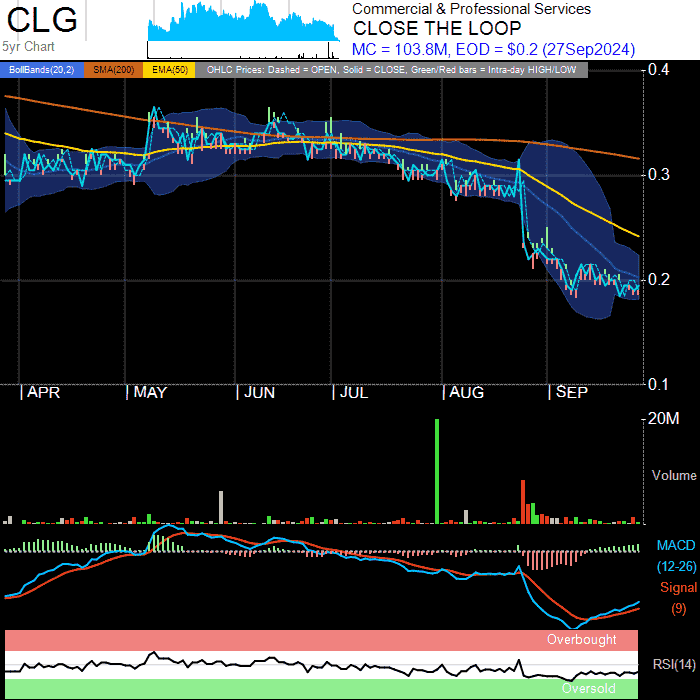 CLG
5yr Chart
Commercial & Professional Services
CLOSE THE LOOP
MC = 103.8M, EOD = $0.2 (27Sep2024)
BollBands(20,2) SMA(200) EMA(50) OHLC Prices: Dashed = OPEN, Solid = CLOSE, Green/Red bars = Intra-day HIGH/LOW
0.4
0.3
0.2
0.1
APR MAY JUN JUL AUG SEP
20M
Volume
MACD
(12-26)
Signal
(9)
Overbought
RSI(14)
Oversold